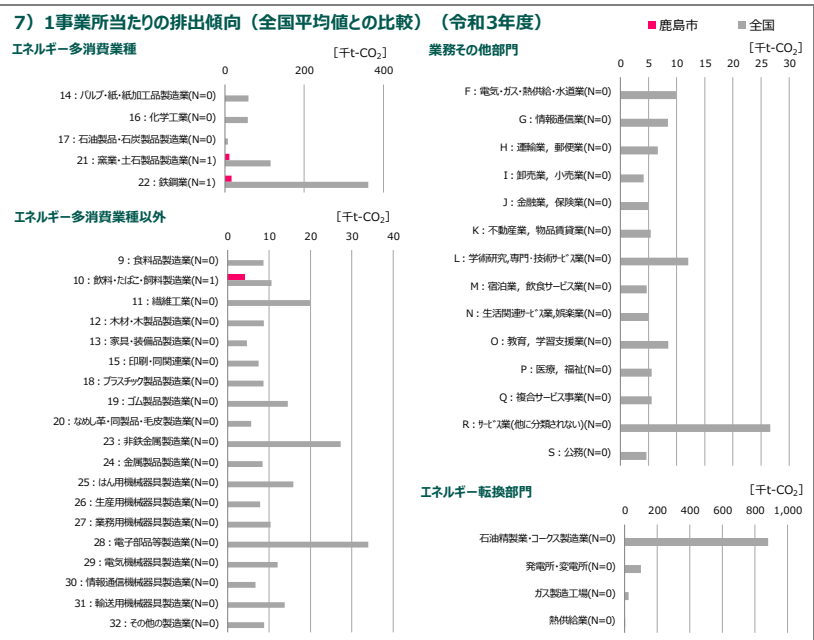 7）1事業所当たりの排出傾向（全国平均値との比較）（令和3年度）
鹿島市 全国
エネルギー多消費業種
［千t-CO₂］
0 200 400
14：パルプ・紙・紙加工品製造業(N=0)
16：化学工業(N=0)
17：石油製品・石炭製品製造業(N=0)
21：窯業・土石製品製造業(N=1)
22：鉄鋼業(N=1)
エネルギー多消費業種以外
［千t-CO₂］
0 10 20 30 40
9：食料品製造業(N=0)
10：飲料・たばこ・飼料製造業(N=1)
11：繊維工業(N=0)
12：木材・木製品製造業(N=0)
13：家具・装備品製造業(N=0)
15：印刷・同関連業(N=0)
18：プラスチック製品製造業(N=0)
19：ゴム製品製造業(N=0)
20：なめし革・同製品・毛皮製造業(N=0)
23：非鉄金属製造業(N=0)
24：金属製品製造業(N=0)
25：はん用機械器具製造業(N=0)
26：生産用機械器具製造業(N=0)
27：業務用機械器具製造業(N=0)
28：電子部品等製造業(N=0)
29：電気機械器具製造業(N=0)
30：情報通信機械器具製造業(N=0)
31：輸送用機械器具製造業(N=0)
32：その他の製造業(N=0)
業務その他部門
［千t-CO₂］
0 5 10 15 20 25 30
F：電気・ガス・熱供給・水道業(N=0)
G：情報通信業(N=0)
H：運輸業，郵便業(N=0)
I：卸売業，小売業(N=0)
J：金融業，保険業(N=0)
K：不動産業，物品賃貸業(N=0)
L：学術研究,専門・技術ｻｰﾋﾞｽ業(N=0)
M：宿泊業，飲食サービス業(N=0)
N：生活関連ｻｰﾋﾞｽ業,娯楽業(N=0)
O：教育，学習支援業(N=0)
P：医療，福祉(N=0)
Q：複合サービス事業(N=0)
R：ｻｰﾋﾞｽ業(他に分類されない)(N=0)
S：公務(N=0)
エネルギー転換部門
［千t-CO₂］
0 200 400 600 800 1,000
石油精製業・コークス製造業(N=0)
発電所・変電所(N=0)
ガス製造工場(N=0)
熱供給業(N=0)